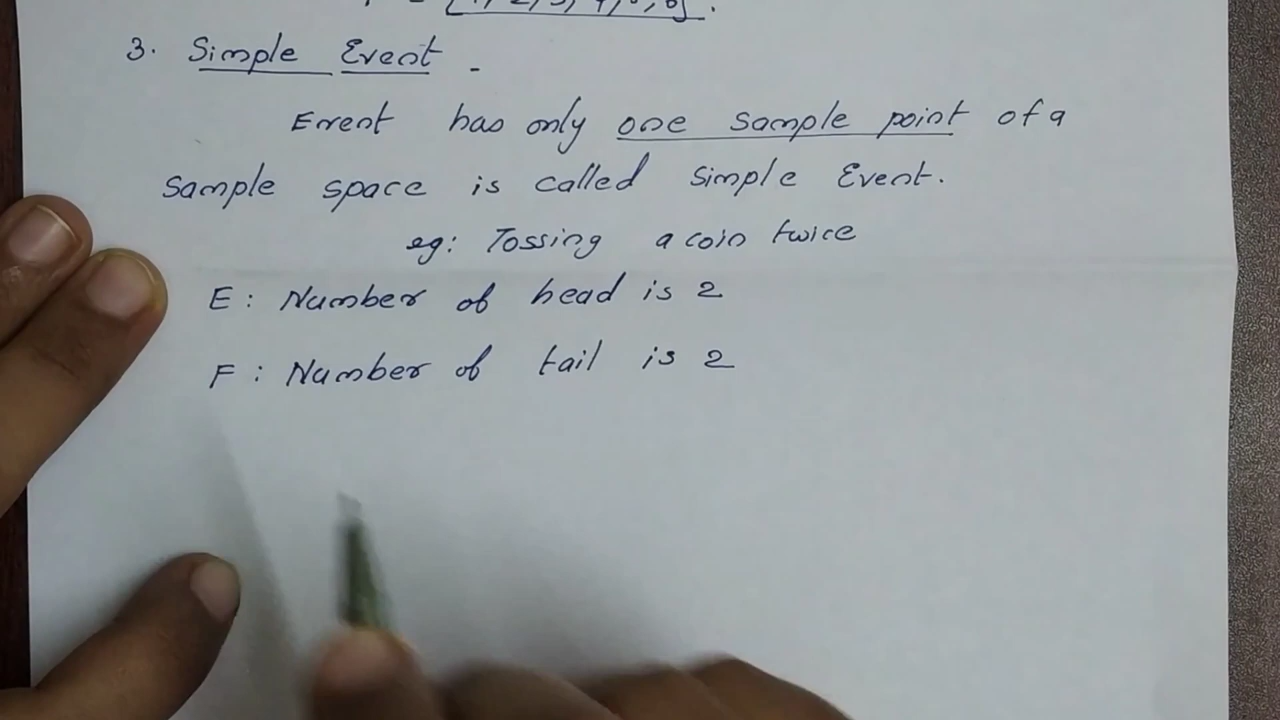 3. Simple Event -
Event has only one sample point of a
sample space is called simple Event.
eg: Tossing a coin twice
E: Number of head is 2
F: Number of tail is 2